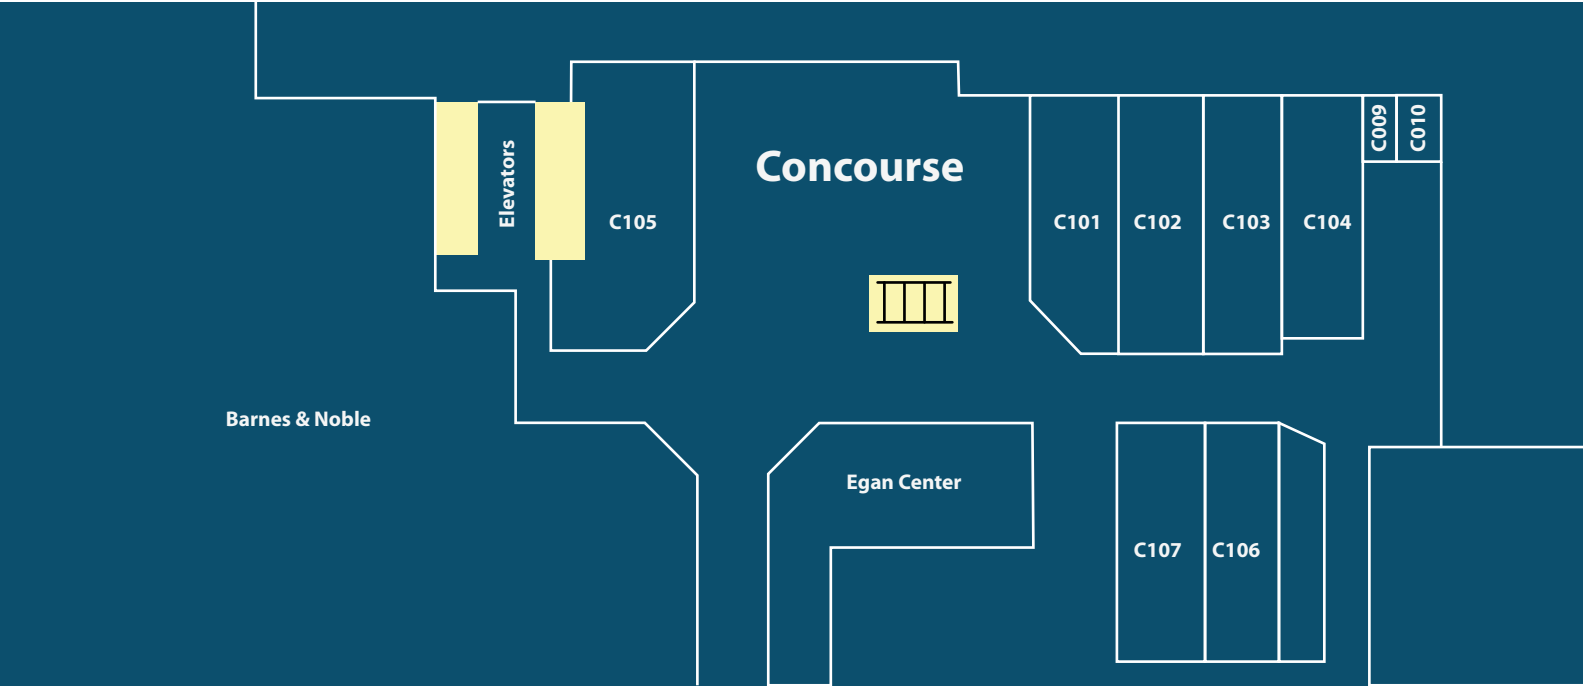 Concourse
Elevators
C105
C101
C102
C103
C104
C009
C010
Barnes & Noble
Egan Center
C107
C106